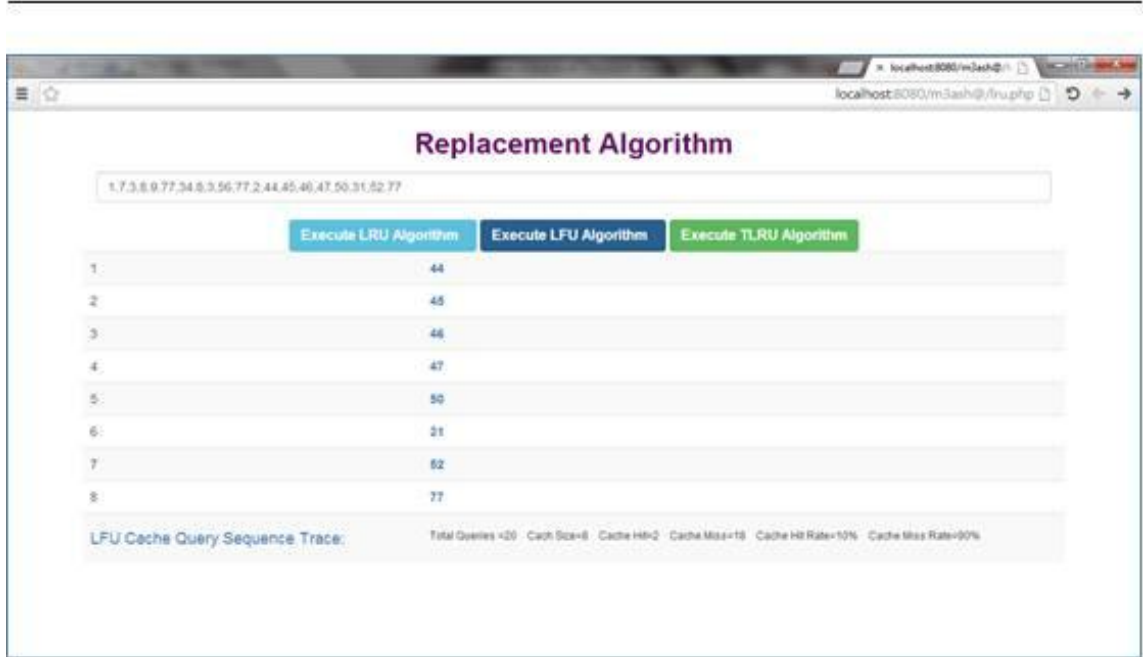 localhost:8080/m3ash@/
localhost:8080/m3ash@/lru.php
Replacement Algorithm
1,7,3,8,9,77,34,8,3,56,77,2,44,45,46,47,50,31,52,77
Execute LRU Algorithm Execute LFU Algorithm Execute TLRU Algorithm
1 44
2 45
3 46
4 47
5 50
6 31
7 52
8 77
LFU Cache Query Sequence Trace: Total Queries =20 Cach Size=8 Cache Hit=2 Cache Miss=18 Cache Hit Rate=10% Cache Miss Rate=90%